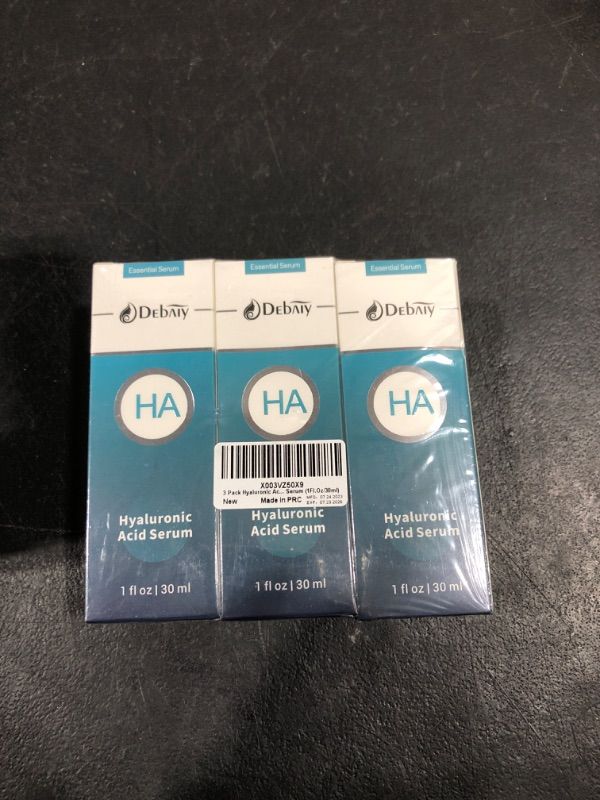 Essential Serum
DEBAIY
HA
Hyaluronic
Acid Serum
1 fl oz | 30 ml
Essential Serum
DEBAIY
HA
X003VZ50X9
3 Pack Hyaluronic Ac... Serum (1Fl.Oz/30ml)
New
Made in PRC
MFG: 07 24 2023
EXP: 07 23 2026
Hyaluronic
Acid Serum
1 fl oz | 30 ml
Essential Serum
DEBAIY
HA
Hyaluronic
Acid Serum
1 fl oz | 30 ml